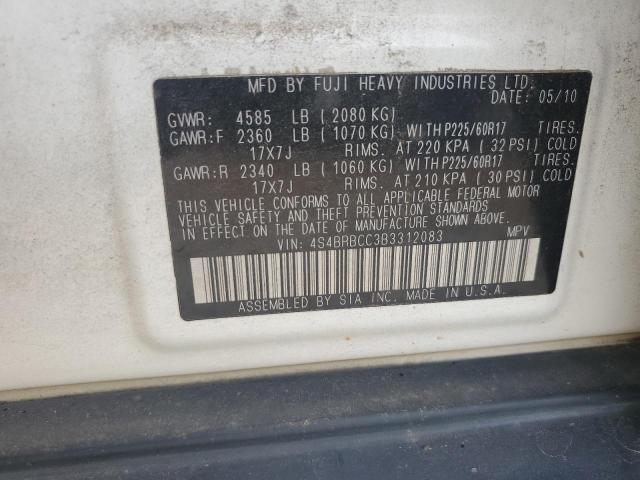 MFD BY FUJI HEAVY INDUSTRIES LTD.
DATE: 05/10
GVWR: 4585 LB ( 2080 KG)
GAWR:F 2360 LB ( 1070 KG) WITH P225/60R17 TIRES.
17X7J RIMS. AT 220 KPA ( 32 PSI) COLD
GAWR:R 2340 LB ( 1060 KG) WITH P225/60R17 TIRES.
17X7J RIMS. AT 210 KPA ( 30 PSI) COLD
THIS VEHICLE CONFORMS TO ALL APPLICABLE FEDERAL MOTOR
VEHICLE SAFETY AND THEFT PREVENTION STANDARDS IN EFFECT
ON THE DATE OF MANUFACTURE SHOWN ABOVE.
VIN: 4S4BRBCC3B3312083 MPV
ASSEMBLED BY SIA INC. MADE IN U.S.A.